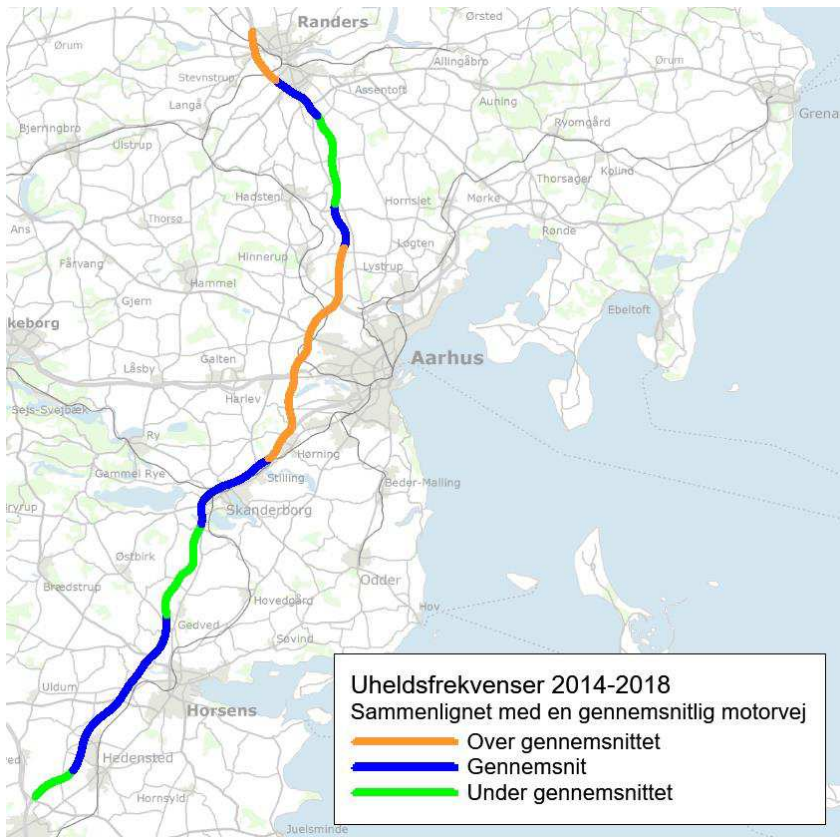 Randers
Ørsted
Ørum
Stevnstrup
Allingåbro
Ørum
Langå
Assentoft
Auning
Grena
Bjerringbro
Ulstrup
Ryomgård
Kolind
Thorsager
Hadsten
Hornslet
Mørke
Ans
Thorsø
Rønde
Løgten
Fårvang
Hinnerup
Lystrup
Hammel
Gjern
Ebeltoft
keborg
Galten
Aarhus
Låsby
Harlev
Sejs-Svejbæk
Ry
Hørning
Gammel Rye
Stilling
Beder-Malling
Skanderborg
Østbirk
Odder
Brædstrup
Hovedgård
Hov
Gedved
Søvind
Uldum
Horsens
Hedensted
Hornsyld
Juelsminde
Uheldsfrekvenser 2014-2018
Sammenlignet med en gennemsnitlig motorvej
Over gennemsnittet
Gennemsnit
Under gennemsnittet